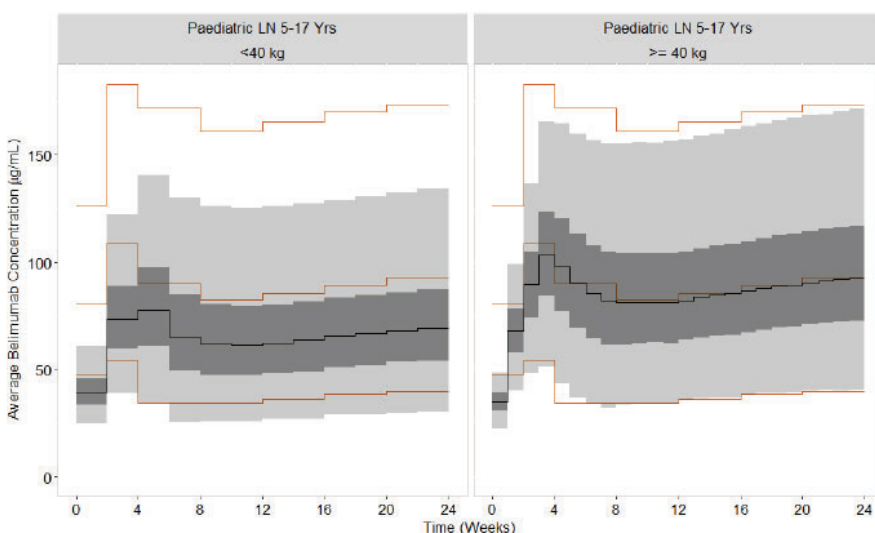 Paediatric LN 5-17 Yrs
<40 kg
Paediatric LN 5-17 Yrs
>= 40 kg
Average Belimumab Concentration (µg/mL)
150
100
50
0
0 4 8 12 16 20 24
0 4 8 12 16 20 24
Time (Weeks)